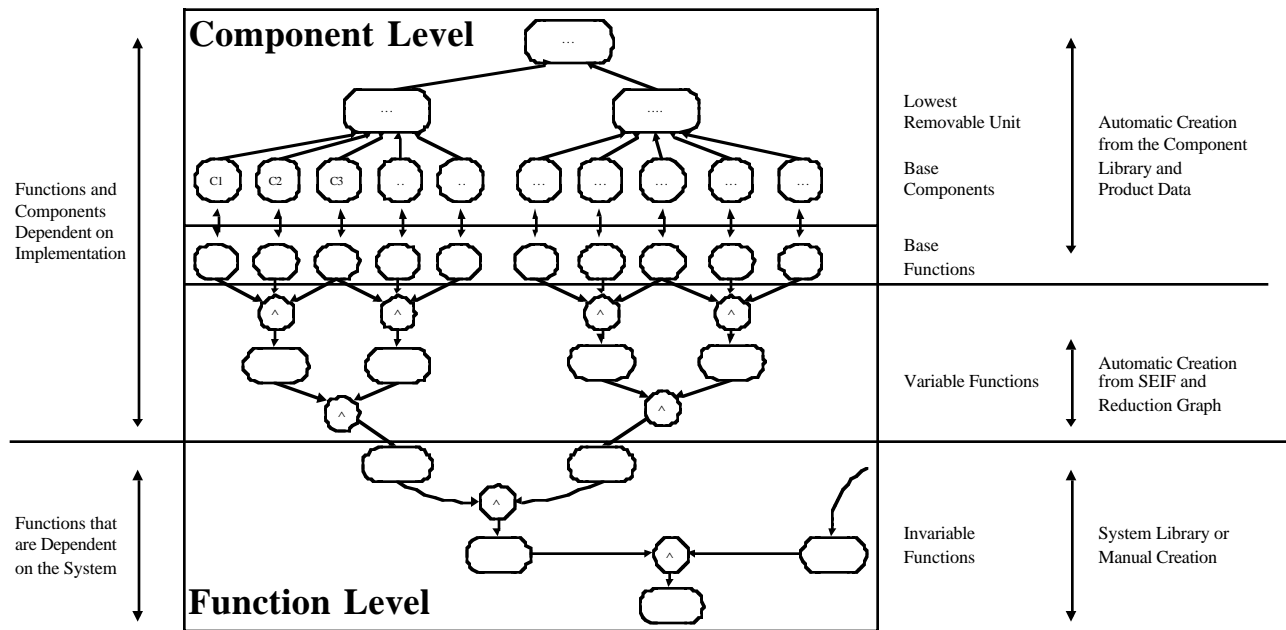 Component Level
…
…
….
C1 C2 C3 .. .. … … … … …
^ ^ ^ ^
^ ^
^
^
Function Level
Functions and
Components
Dependent on
Implementation
Functions that
are Dependent
on the System
Lowest
Removable Unit
Base
Components
Base
Functions
Variable Functions
Invariable
Functions
Automatic Creation
from the Component
Library and
Product Data
Automatic Creation
from SEIF and
Reduction Graph
System Library or
Manual Creation